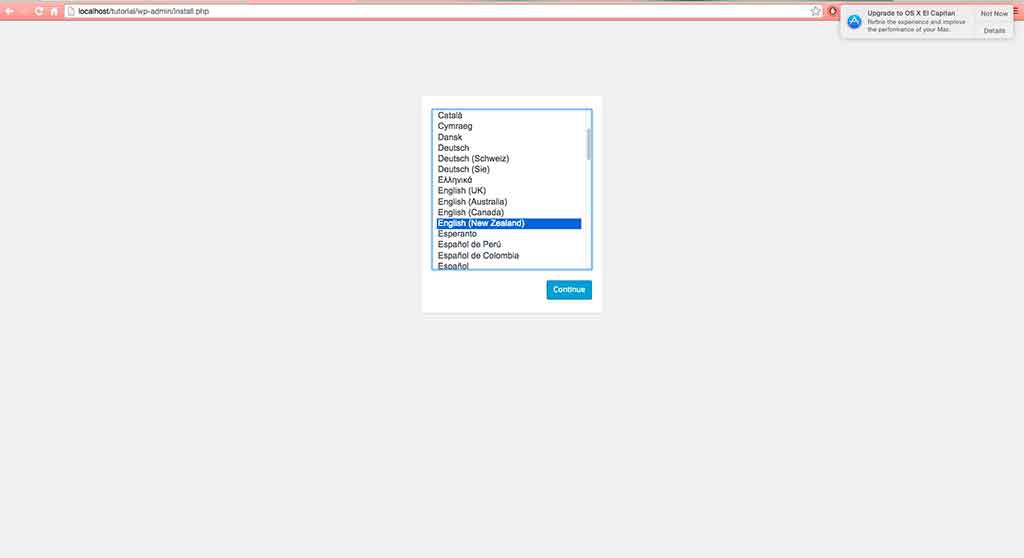 localhost/tutorial/wp-admin/install.php
Upgrade to OS X El Capitan
Refine the experience and improve
the performance of your Mac.
Not Now
Details
Català
Cymraeg
Dansk
Deutsch
Deutsch (Schweiz)
Deutsch (Sie)
Ελληνικά
English (UK)
English (Australia)
English (Canada)
English (New Zealand)
Esperanto
Español de Perú
Español de Colombia
Español
Continue